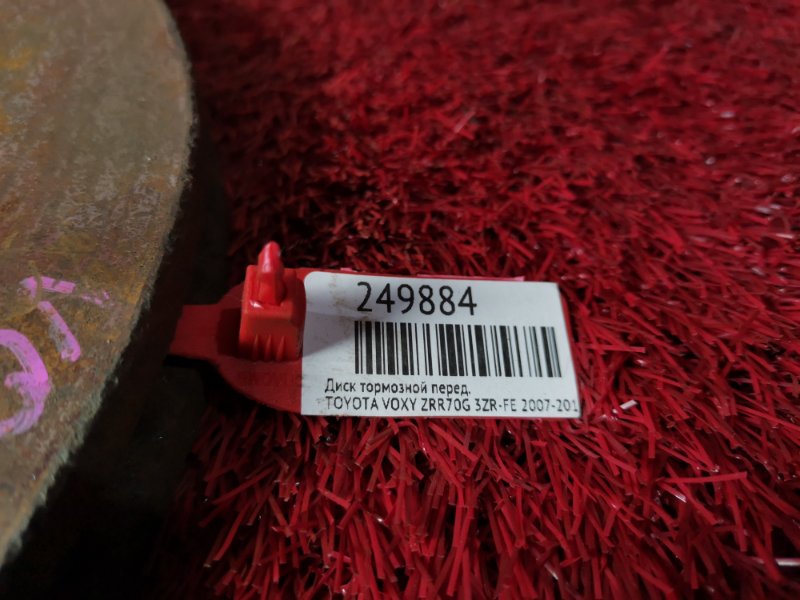 249884
Диск тормозной перед.
TOYOTA VOXY ZRR70G 3ZR-FE 2007-201